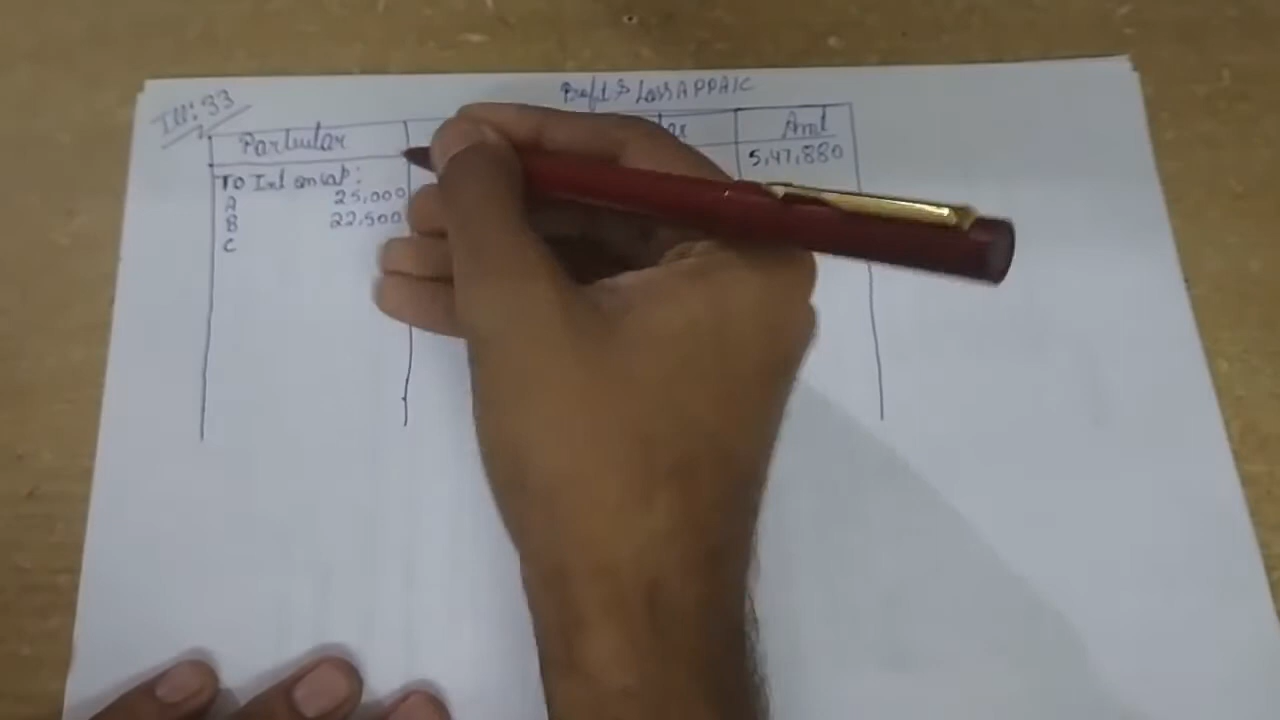 Ill: 33
Profit & Loss APP A/C
Particular Amt
5,47,880
TO Int on cap:
A 25,000
B 22,500
C